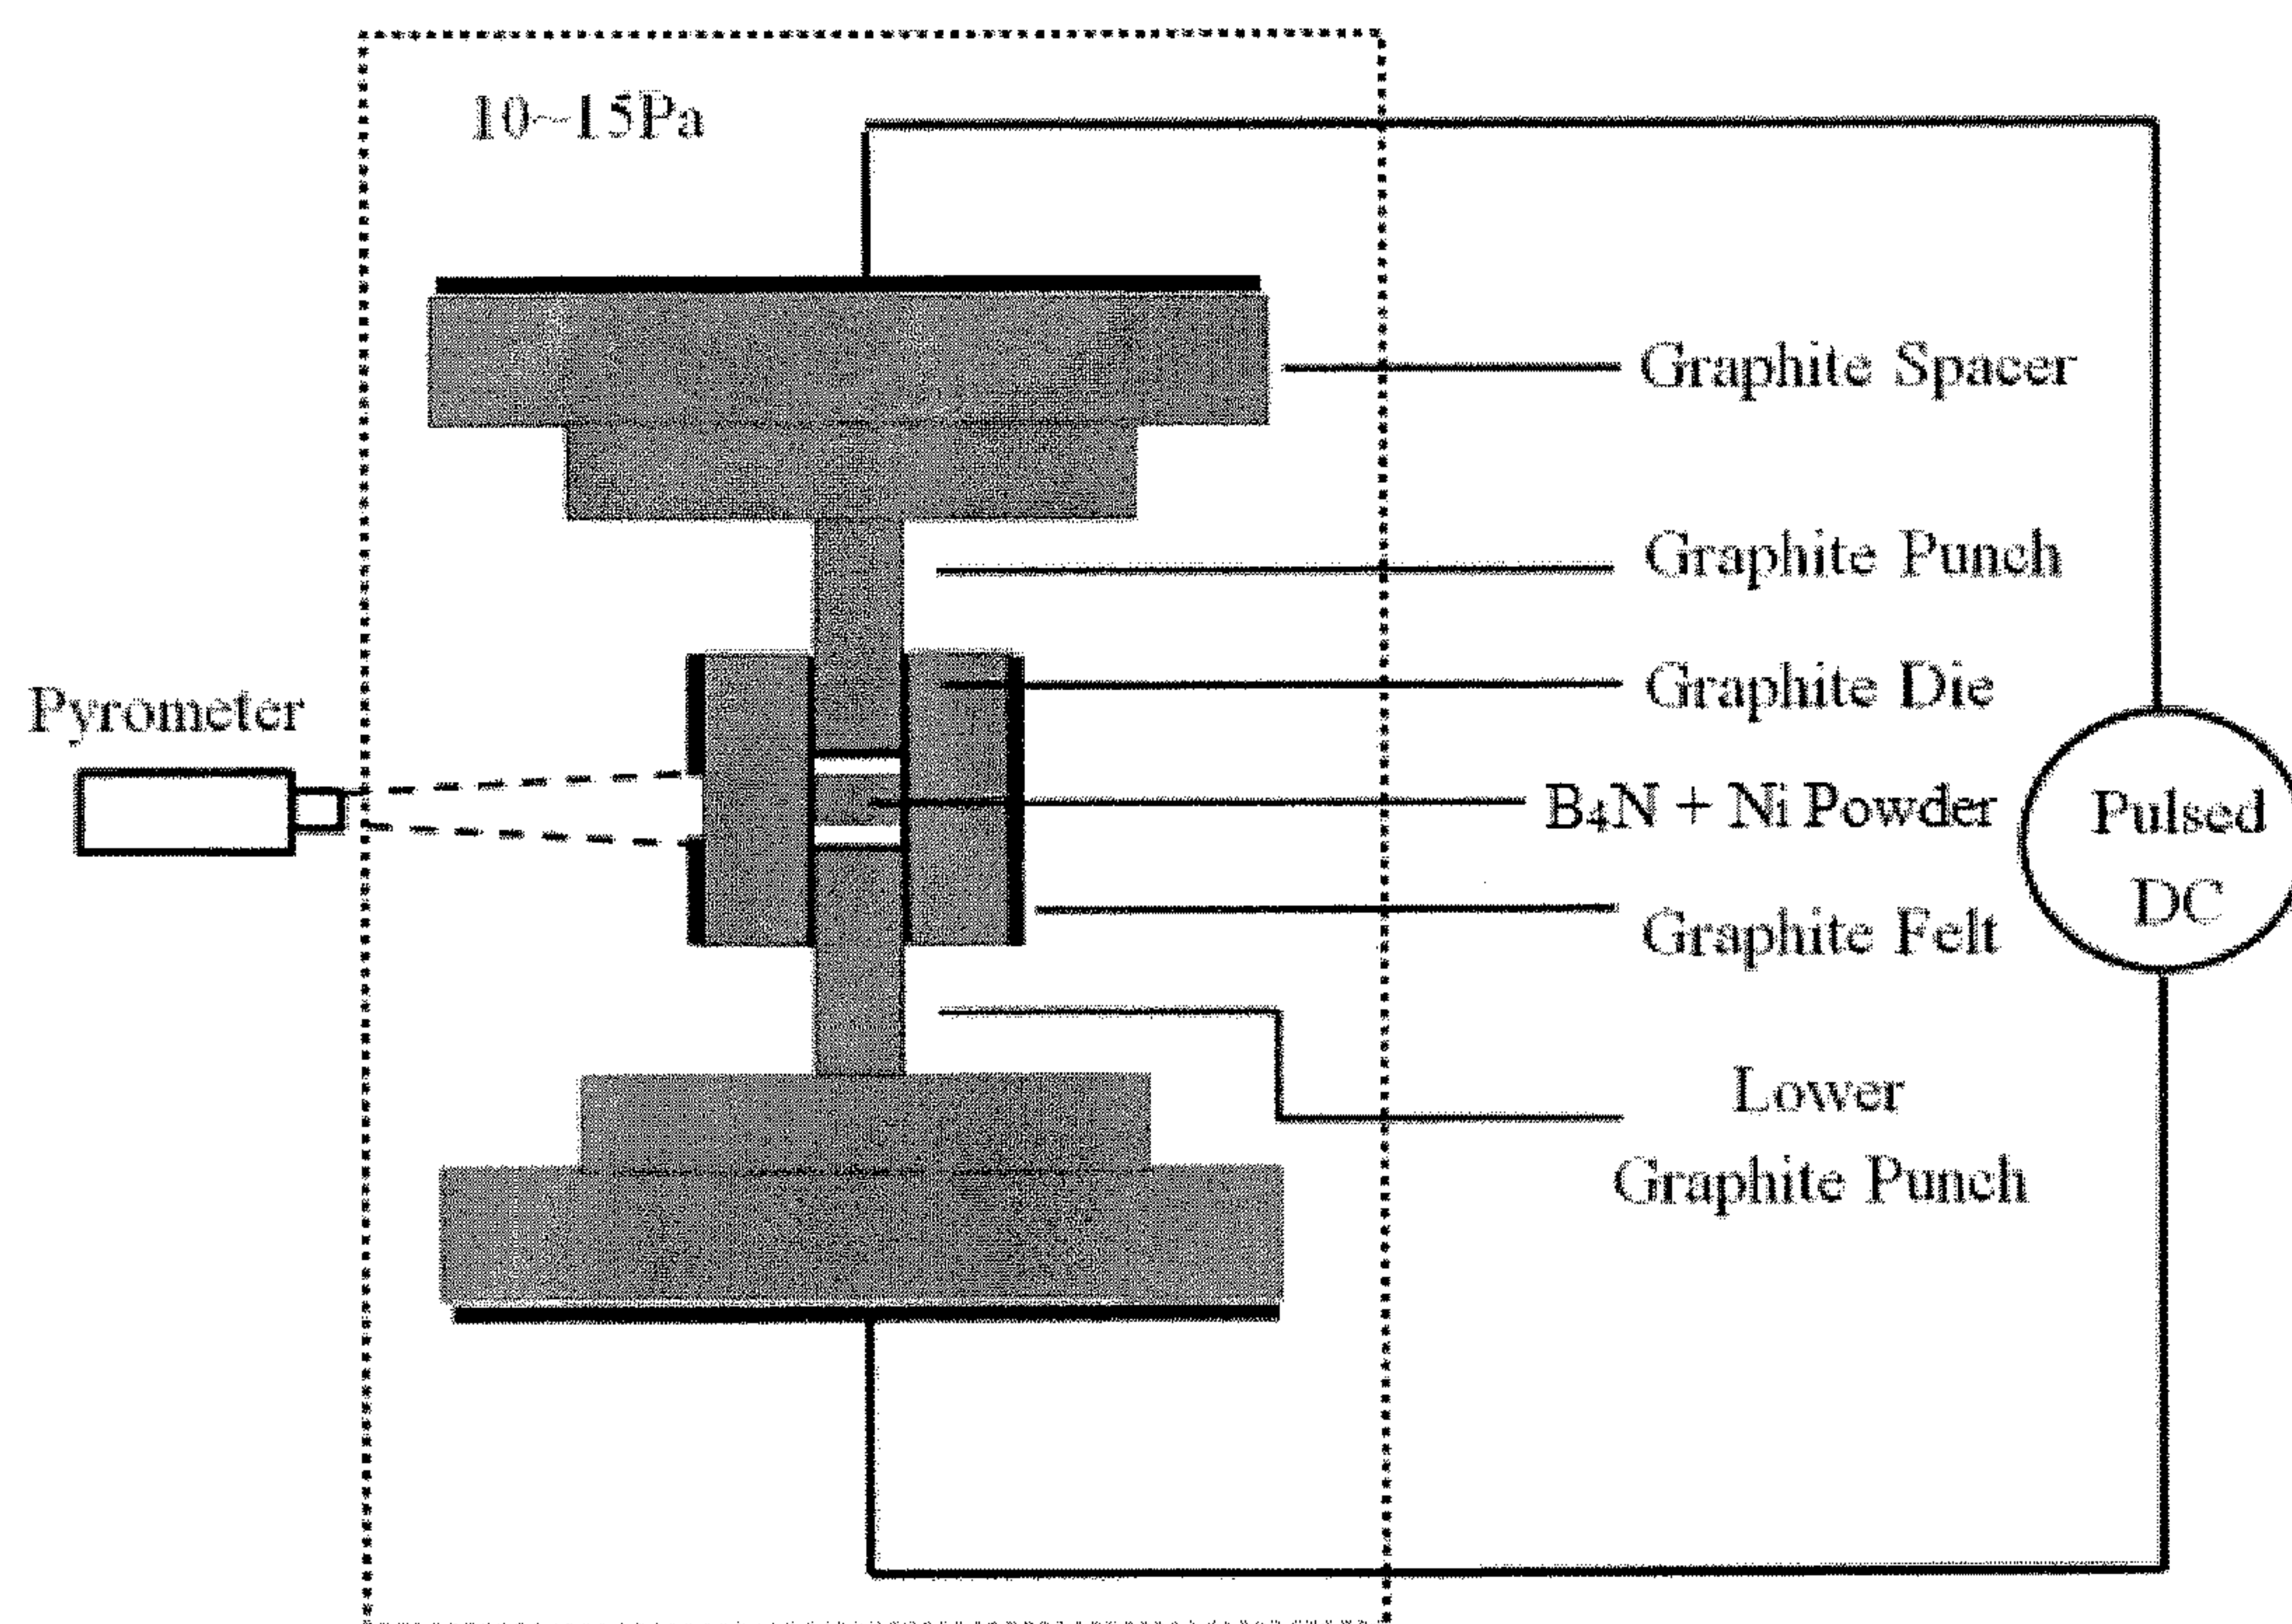 10~15Pa
Graphite Spacer
Graphite Punch
Graphite Die
Pyrometer
B₄N + Ni Powder
Pulsed
DC
Graphite Felt
Lower
Graphite Punch